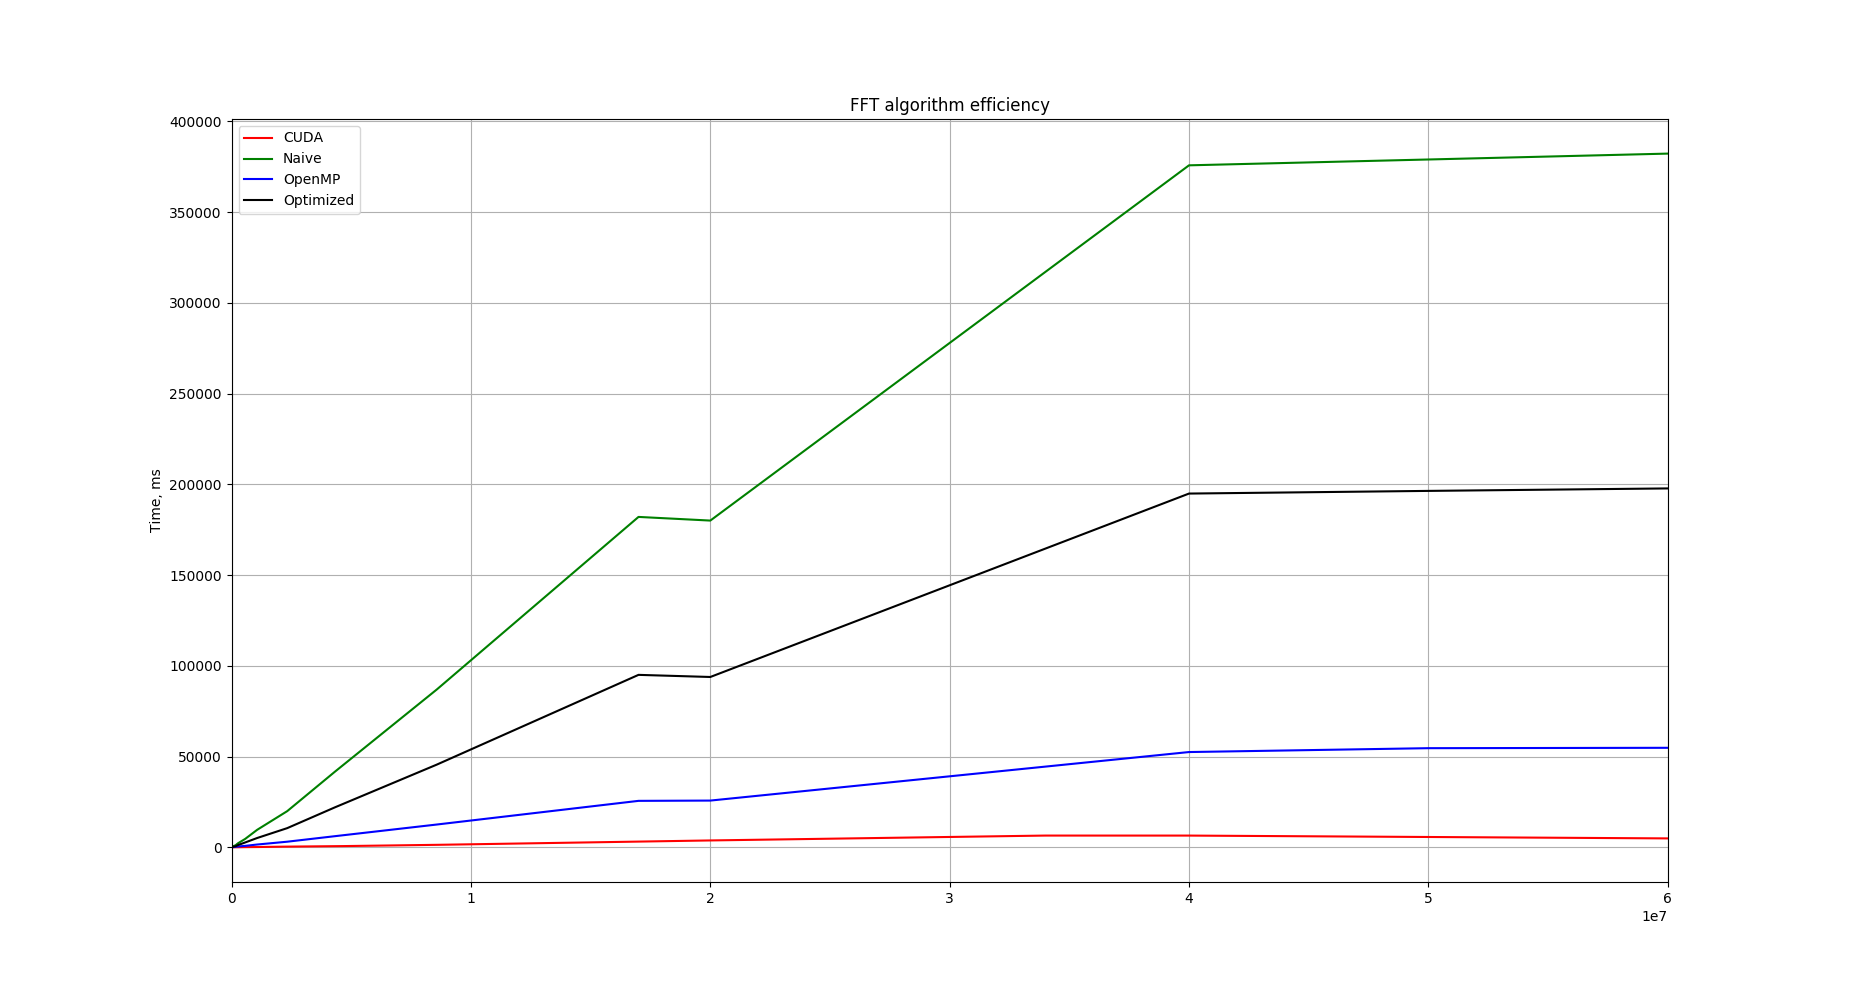 FFT algorithm efficiency
400000
350000
300000
250000
200000
150000
100000
50000
0
Time, ms
CUDA
Naive
OpenMP
Optimized
0 1 2 3 4 5 6
1e7